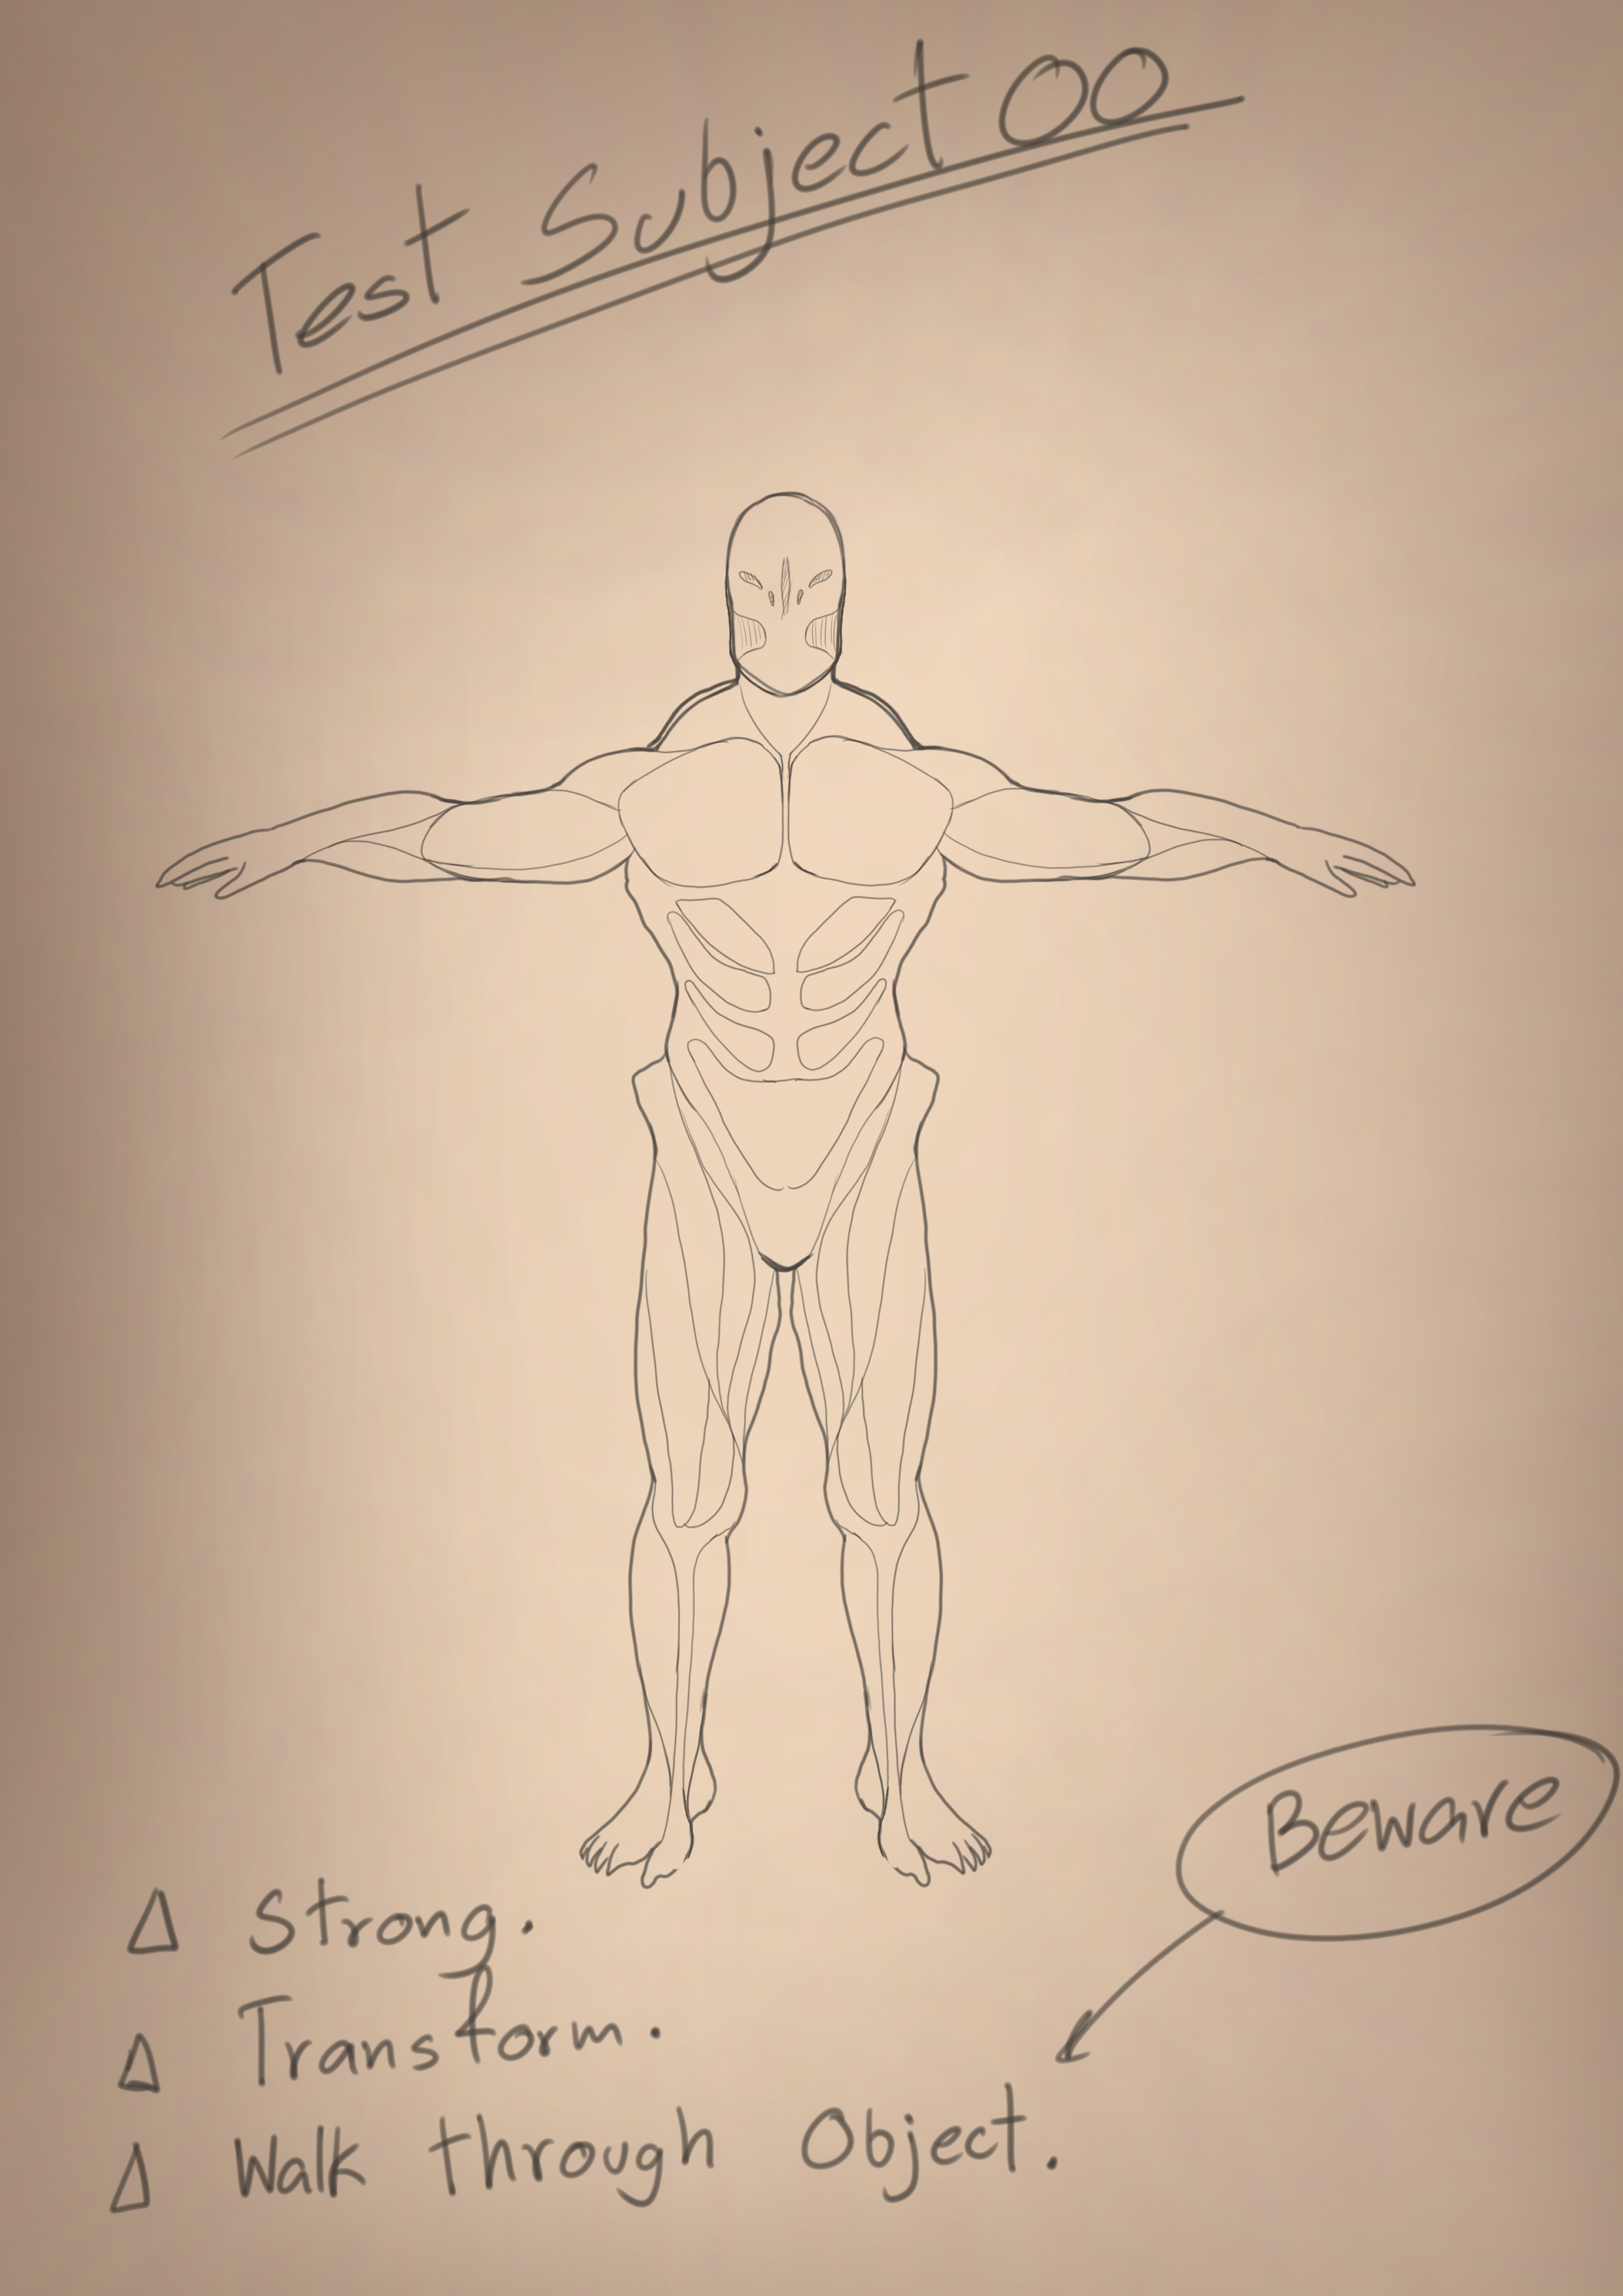 Test Subject 00
Beware
Δ Strong.
Δ Transform.
Δ Walk through Object.